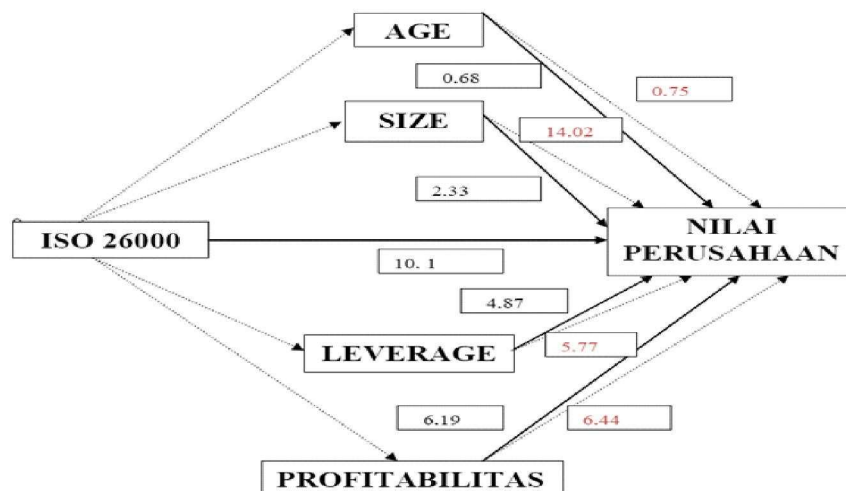 AGE
0.68
0.75
SIZE
14.02
2.33
ISO 26000
NILAI
PERUSAHAAN
10. 1
4.87
LEVERAGE
5.77
6.19
6.44
PROFITABILITAS